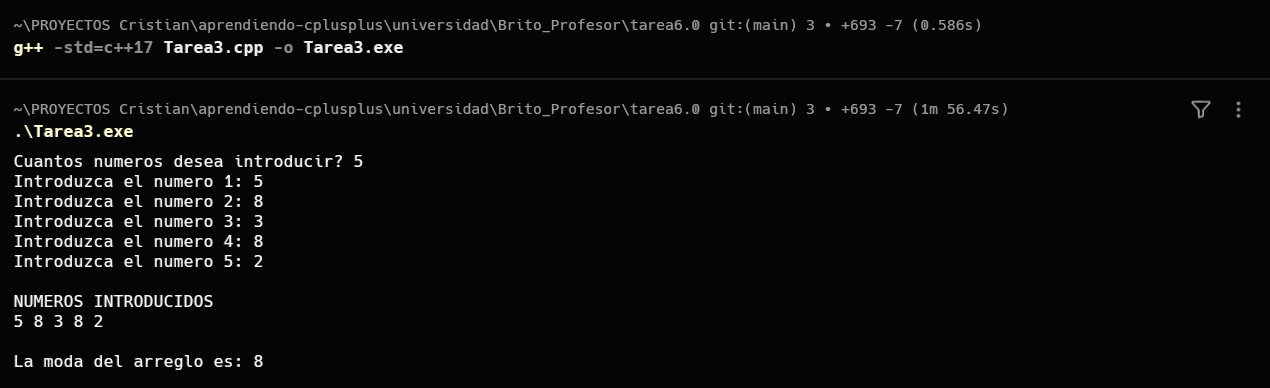 ~\PROYECTOS Cristian\aprendiendo-cplusplus\universidad\Brito_Profesor\tarea6.0 git:(main) 3 • +693 -7 (0.586s)
g++ -std=c++17 Tarea3.cpp -o Tarea3.exe
~\PROYECTOS Cristian\aprendiendo-cplusplus\universidad\Brito_Profesor\tarea6.0 git:(main) 3 • +693 -7 (1m 56.47s)
.\Tarea3.exe
Cuantos numeros desea introducir? 5
Introduzca el numero 1: 5
Introduzca el numero 2: 8
Introduzca el numero 3: 3
Introduzca el numero 4: 8
Introduzca el numero 5: 2
NUMEROS INTRODUCIDOS
5 8 3 8 2
La moda del arreglo es: 8